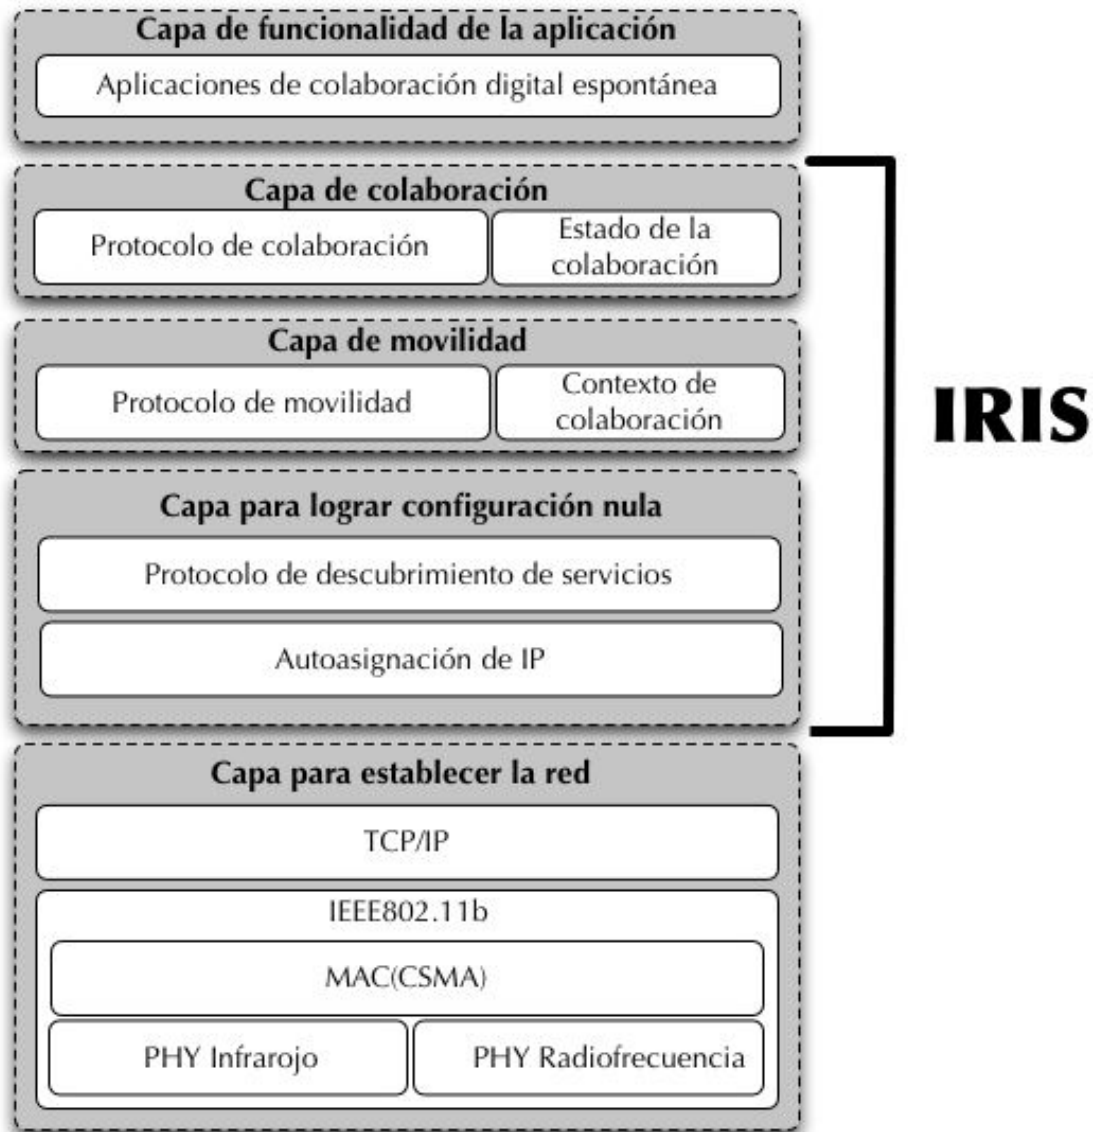 Capa de funcionalidad de la aplicación
Aplicaciones de colaboración digital espontánea
Capa de colaboración
Protocolo de colaboración
Estado de la
colaboración
Capa de movilidad
Protocolo de movilidad
Contexto de
colaboración
IRIS
Capa para lograr configuración nula
Protocolo de descubrimiento de servicios
Autoasignación de IP
Capa para establecer la red
TCP/IP
IEEE802.11b
MAC(CSMA)
PHY Infrarojo
PHY Radiofrecuencia